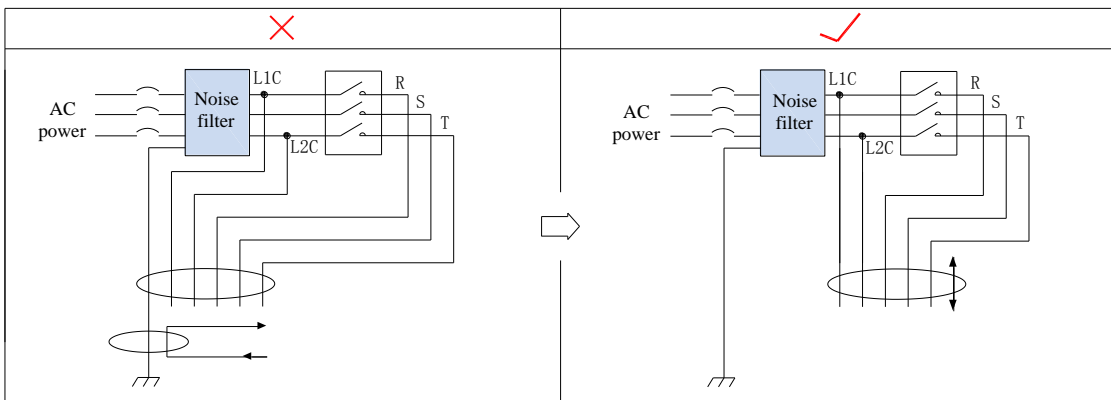 L1C
R
S
T
AC
power
Noise
filter
L2C
L1C
R
S
T
AC
power
Noise
filter
L2C